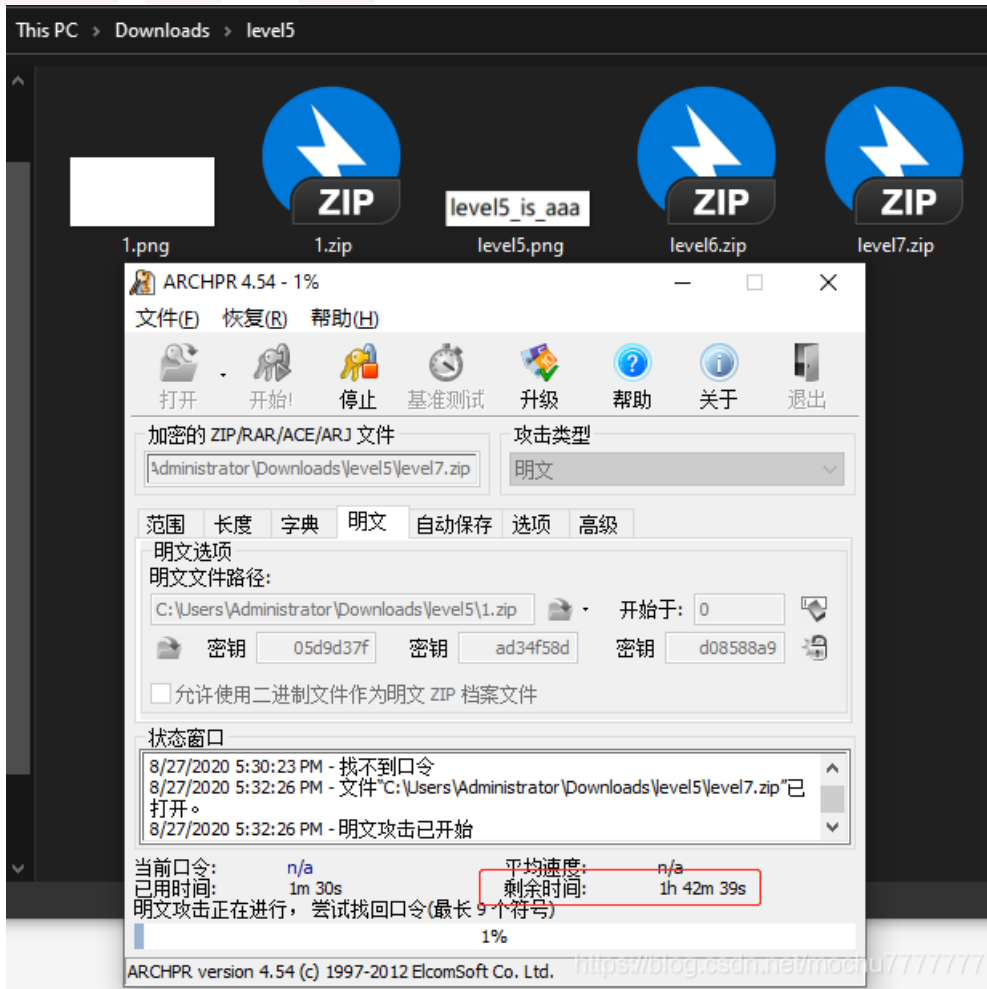 This PC > Downloads > level5
ZIP
level5_is_aaa
ZIP
ZIP
1.png
1.zip
level5.png
level6.zip
level7.zip
ARCHPR 4.54 - 1%
文件(F) 恢复(R) 帮助(H)
打开 开始! 停止 基准测试 升级 帮助 关于 退出
加密的 ZIP/RAR/ACE/ARJ 文件
攻击类型
Administrator\Downloads\level5\level7.zip
明文
范围 长度 字典 明文 自动保存 选项 高级
明文选项
明文文件路径:
C:\Users\Administrator\Downloads\level5\1.zip
开始于: 0
密钥 05d9d37f 密钥 ad34f58d 密钥 d08588a9
允许使用二进制文件作为明文 ZIP 档案文件
状态窗口
8/27/2020 5:30:23 PM - 找不到口令
8/27/2020 5:32:26 PM - 文件“C:\Users\Administrator\Downloads\level5\level7.zip”已
打开。
8/27/2020 5:32:26 PM - 明文攻击已开始
当前口令: n/a 平均速度: n/a
已用时间: 1m 30s 剩余时间: 1h 42m 39s
明文攻击正在进行，尝试找回口令(最长 9 个符号)
1%
ARCHPR version 4.54 (c) 1997-2012 ElcomSoft Co. Ltd.
https://blog.csdn.net/mochu7777777